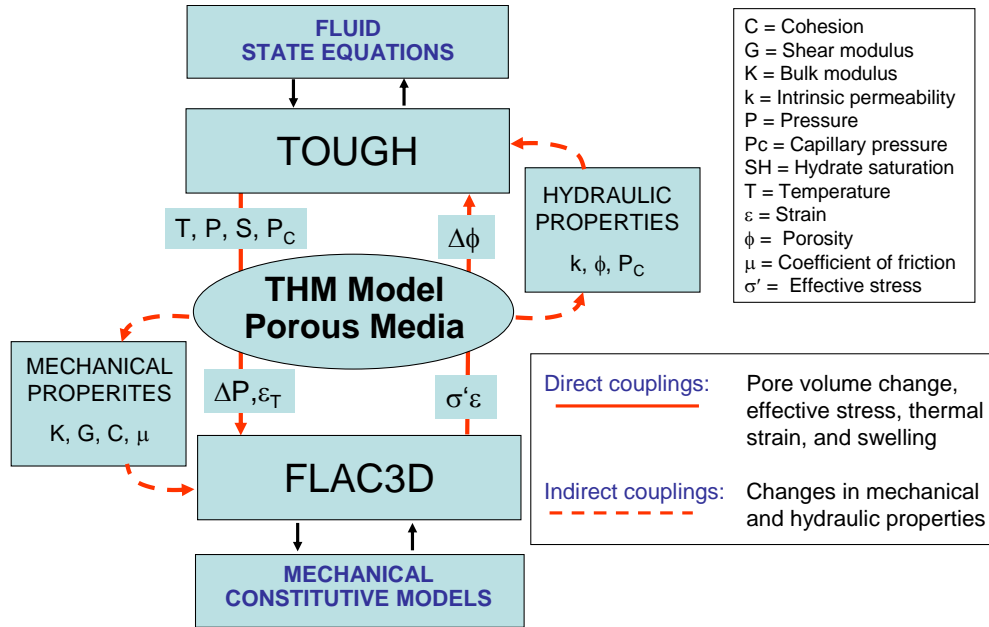 FLUID
STATE EQUATIONS
TOUGH
T, P, S, PC
Δϕ
HYDRAULIC
PROPERTIES
k, ϕ, PC
THM Model
Porous Media
MECHANICAL
PROPERITES
K, G, C, μ
ΔP,εT
σ‘ε
FLAC3D
MECHANICAL
CONSTITUTIVE MODELS
C = Cohesion
G = Shear modulus
K = Bulk modulus
k = Intrinsic permeability
P = Pressure
Pc = Capillary pressure
SH = Hydrate saturation
T = Temperature
ε = Strain
ϕ = Porosity
μ = Coefficient of friction
σ′ = Effective stress
Direct couplings: Pore volume change,
effective stress, thermal
strain, and swelling
Indirect couplings: Changes in mechanical
and hydraulic properties